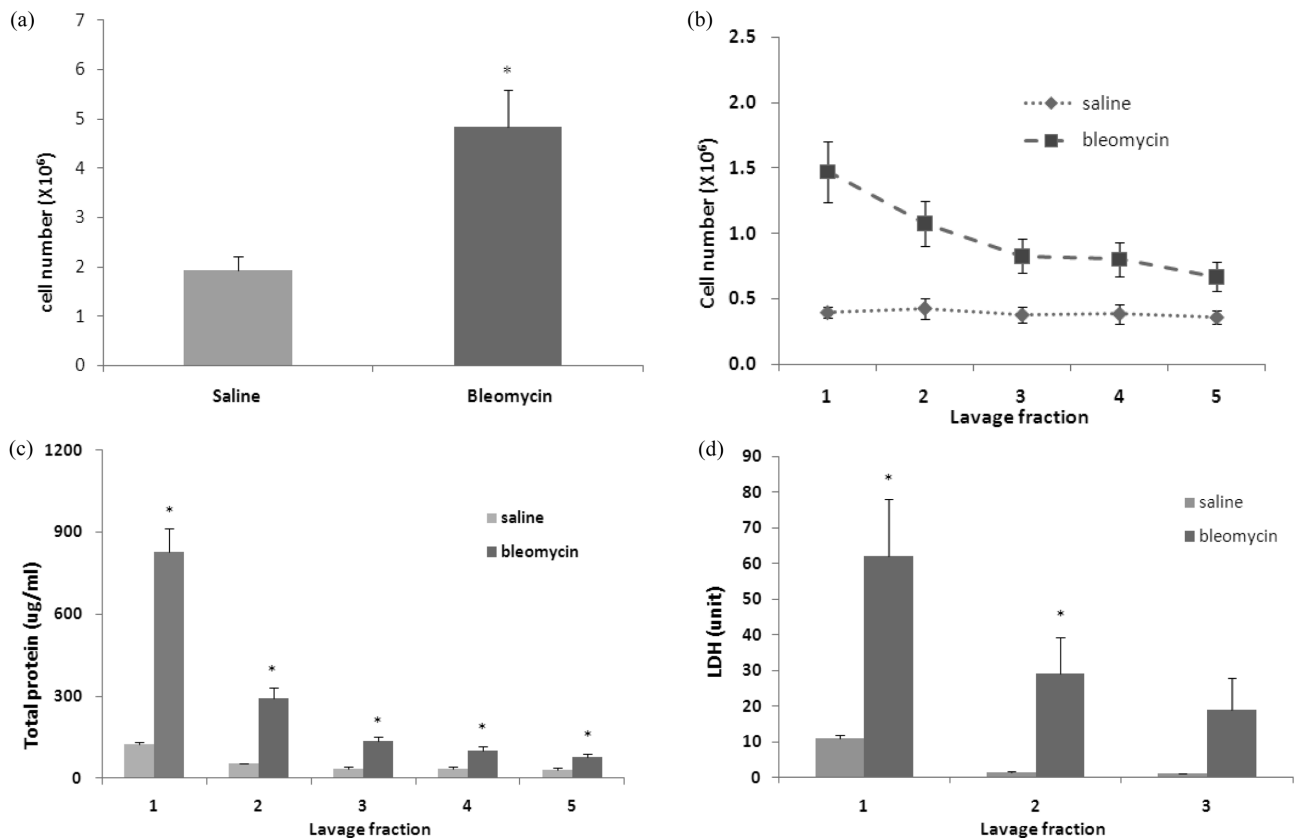 (a)
7
6
5
4
3
2
1
0
cell number (X10⁶)
*
Saline
Bleomycin
(b)
2.5
2.0
1.5
1.0
0.5
0.0
Cell number (X10⁶)
saline
bleomycin
1 2 3 4 5
Lavage fraction
(c)
1200
900
600
300
0
Total protein (ug/ml)
saline
bleomycin
*
*
*
*
*
1 2 3 4 5
Lavage fraction
(d)
90
80
70
60
50
40
30
20
10
0
LDH (unit)
saline
bleomycin
*
*
1 2 3
Lavage fraction